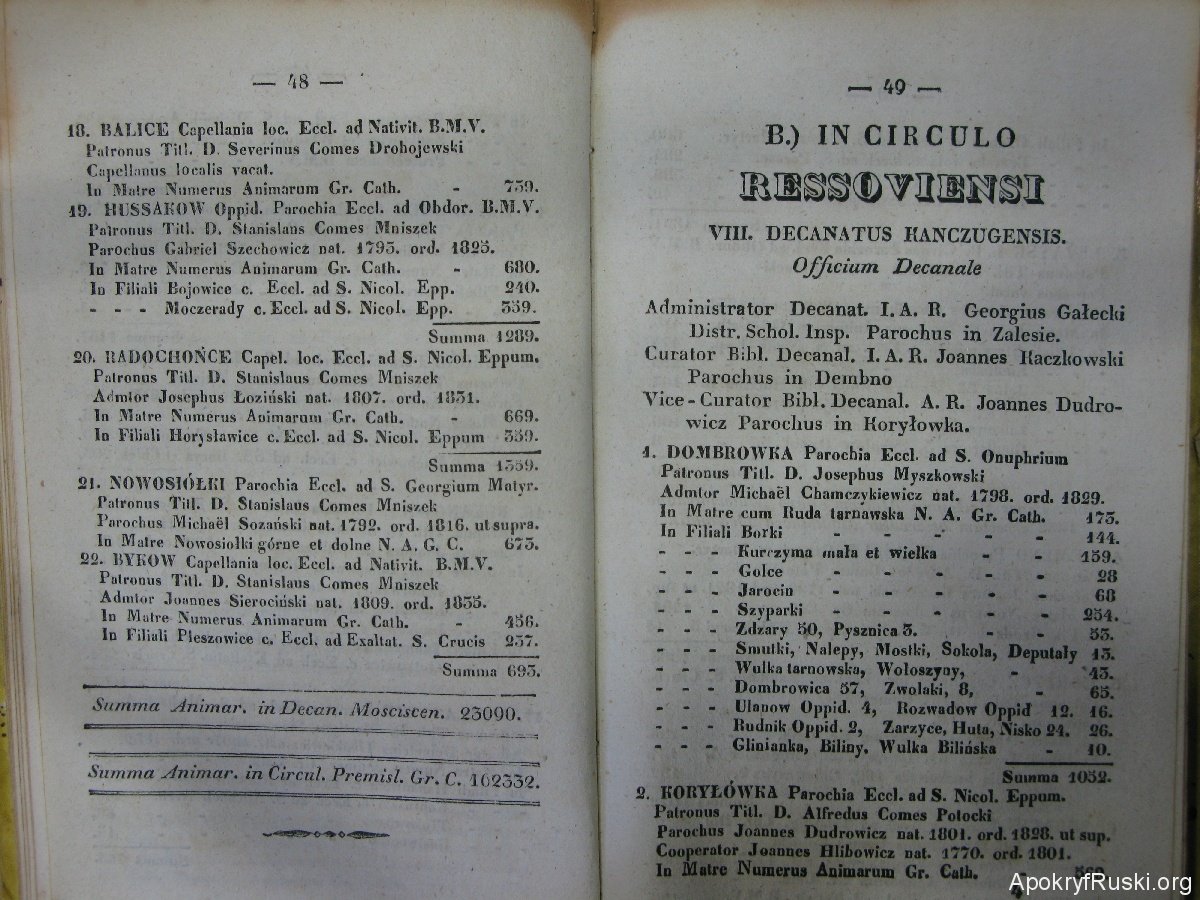 — 48 —
18. BALICE Capellania loc. Eccl. ad Nativit. B.M.V.
Patronus Titl. D. Severinus Comes Drohojewski
Capellanus localis vacat.
In Matre Numerus Animarum Gr. Cath. - 759.
19. HUSSAKOW Oppid. Parochia Eccl. ad Obdor. B.M.V.
Patronus Titl. D. Stanislaus Comes Mniszek
Parochus Gabriel Szechowicz nat. 1793. ord. 1825.
In Matre Numerus Animarum Gr. Cath. - 680.
In Filiali Bojowice c. Eccl. ad S. Nicol. Epp. 240.
- - - Moczerady c. Eccl. ad S. Nicol. Epp. 359.
Summa 1289.
20. RADOCHOŃCE Capel. loc. Eccl. ad S. Nicol. Eppum.
Patronus Titl. D. Stanislaus Comes Mniszek
Admtor Josephus Łoziński nat. 1807. ord. 1831.
In Matre Numerus Animarum Gr. Cath. - 669.
In Filiali Horysławice c. Eccl. ad S. Nicol. Eppum 339.
Summa 1359.
21. NOWOSIÓŁKI Parochia Eccl. ad S. Georgium Matyr.
Patronus Titl. D. Stanislaus Comes Mniszek
Parochus Michaël Sozański nat. 1792. ord. 1816. ut supra.
In Matre Nowosiołki górne et dolne N. A. G. C. 673.
22. BYKOW Capellania loc. Eccl. ad Nativit. B.M.V.
Patronus Titl. D. Stanislaus Comes Mniszek
Admtor Joannes Sierociński nat. 1809. ord. 1835.
In Matre Numerus Animarum Gr. Cath. - 456.
In Filiali Pleszowice c. Eccl. ad Exaltat. S. Crucis 237.
Summa 693.
Summa Animar. in Decan. Mosciscen. 23090.
Summa Animar. in Circul. Premisl. Gr. C. 102332.
— 49 —
B.) IN CIRCULO
RESSOVIENSI
VIII. DECANATUS KANCZUGENSIS.
Officium Decanale
Administrator Decanat. I. A. R. Georgius Gałecki
Distr. Schol. Insp. Parochus in Zalesie.
Curator Bibl. Decanal. I. A. R. Joannes Kaczkowski
Parochus in Dembno
Vice-Curator Bibl. Decanal. A. R. Joannes Dudro-
wicz Parochus in Koryłowka.
1. DOMBROWKA Parochia Eccl. ad S. Onuphrium
Patronus Titl. D. Josephus Myszkowski
Admtor Michaël Chamczykiewicz nat. 1798. ord. 1829.
In Matre cum Ruda tarnawska N. A. Gr. Cath. 173.
In Filiali Borki - - - - - 144.
- - - Kurczyma mała et wielka - - 159.
- - - Golce - - - - - 28
- - - Jarocin - - - - - 68
- - - Szyparki - - - - - 254.
- - - Zdzary 50, Pysznica 3. - - 53.
- - - Smutki, Nalepy, Mostki, Sokola, Deputały 13.
- - - Wulka tarnowska, Wołoszyny, - 43.
- - - Dombrowica 57, Zwolaki, 8, - 65.
- - - Ulanow Oppid. 4, Rozwadow Oppid 12. 16.
- - - Rudnik Oppid. 2, Zarzyce, Huta, Nisko 24. 26.
- - - Glinianka, Biliny, Wulka Bilińska - 10.
Summa 1052.
2. KORYŁÓWKA Parochia Eccl. ad S. Nicol. Eppum.
Patronus Titl. D. Alfredus Comes Potocki
Parochus Joannes Dudrowicz nat. 1801. ord. 1828. ut sup.
Cooperator Joannes Hlibowicz nat. 1770. ord. 1801.
In Matre Numerus Animarum Gr. Cath. -
ApokryfRuski.org